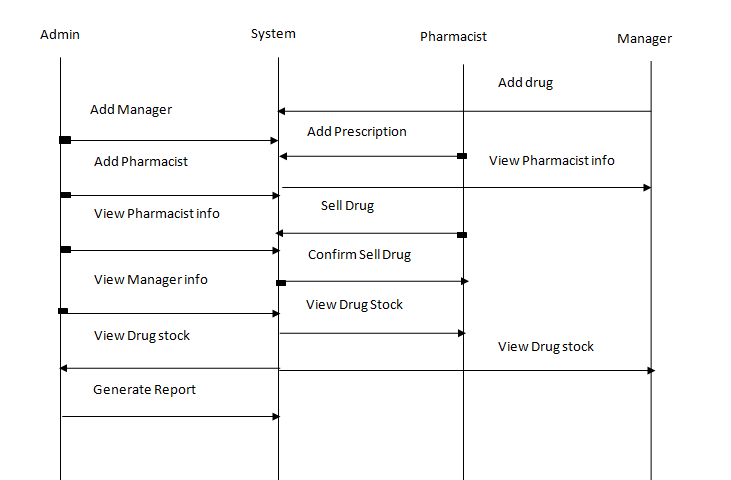 Admin
System
Pharmacist
Manager
Add drug
Add Manager
Add Prescription
Add Pharmacist
View Pharmacist info
Sell Drug
View Pharmacist info
Confirm Sell Drug
View Manager info
View Drug Stock
View Drug stock
View Drug stock
Generate Report